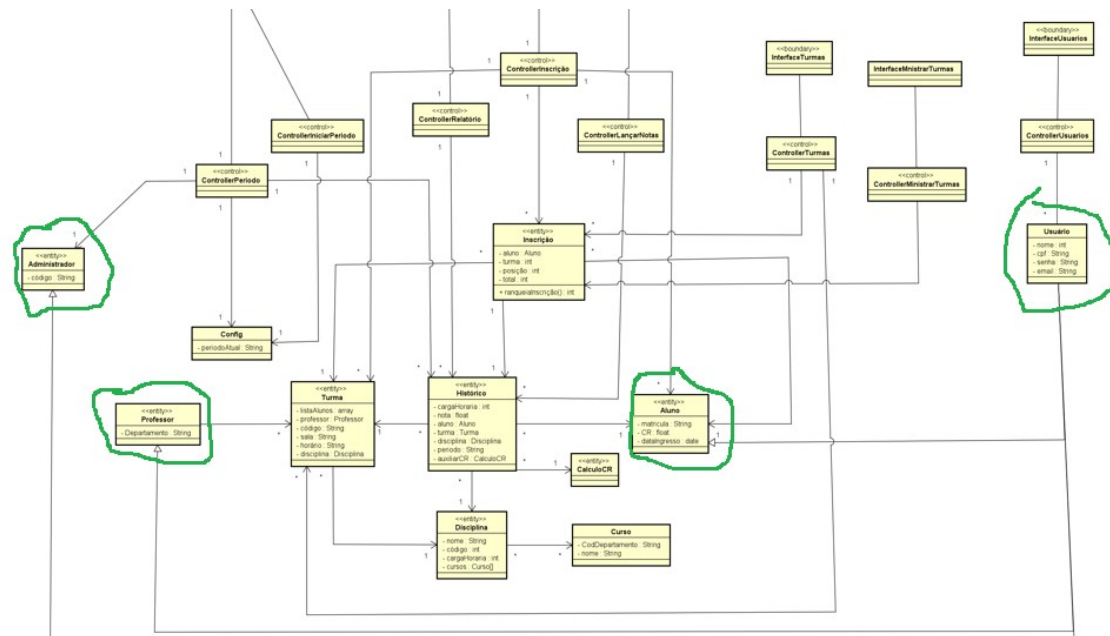 <<control>>
ControllerInscrição
<<boundary>>
InterfaceTurmas
<<boundary>>
InterfaceUsuarios
InterfaceMnistrarTurmas
<<control>>
ControllerIniciarPeriodo
<<control>>
ControllerRelatório
<<control>>
ControllerLançarNotas
<<control>>
ControllerTurmas
<<control>>
ControllerUsuarios
<<control>>
ControllerPeríodo
<<control>>
ControllerMinistrarTurmas
<<entity>>
Administrador
- código : String
<<entity>>
Inscrição
- aluno : Aluno
- turma : int
- posição : int
- total : int
+ ranqueiaInscrição() : int
Usuário
- nome : int
- cpf : String
- senha : String
- email : String
Config
- periodoAtual : String
<<entity>>
Professor
- Departamento : String
<<entity>>
Turma
- listaAlunos : array
- professor : Professor
- código : String
- sala : String
- horário : String
- disciplina : Disciplina
<<entity>>
Histórico
- cargaHoraria : int
- nota : float
- aluno : Aluno
- turma : Turma
- disciplina : Disciplina
- periodo : String
- auxiliarCR : CalculoCR
<<entity>>
Aluno
- matricula : String
- CR : float
- dataIngresso : date
<<entity>>
CalculoCR
<<entity>>
Disciplina
- nome : String
- código : int
- cargaHoraria : int
- cursos : Curso[]
Curso
- CodDepartamento : String
- nome : String